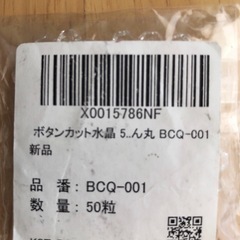 X0015786NF
ボタンカット水晶 5..ん丸 BCQ-001
新品
品 番: BCQ-001
数 量: 50粒